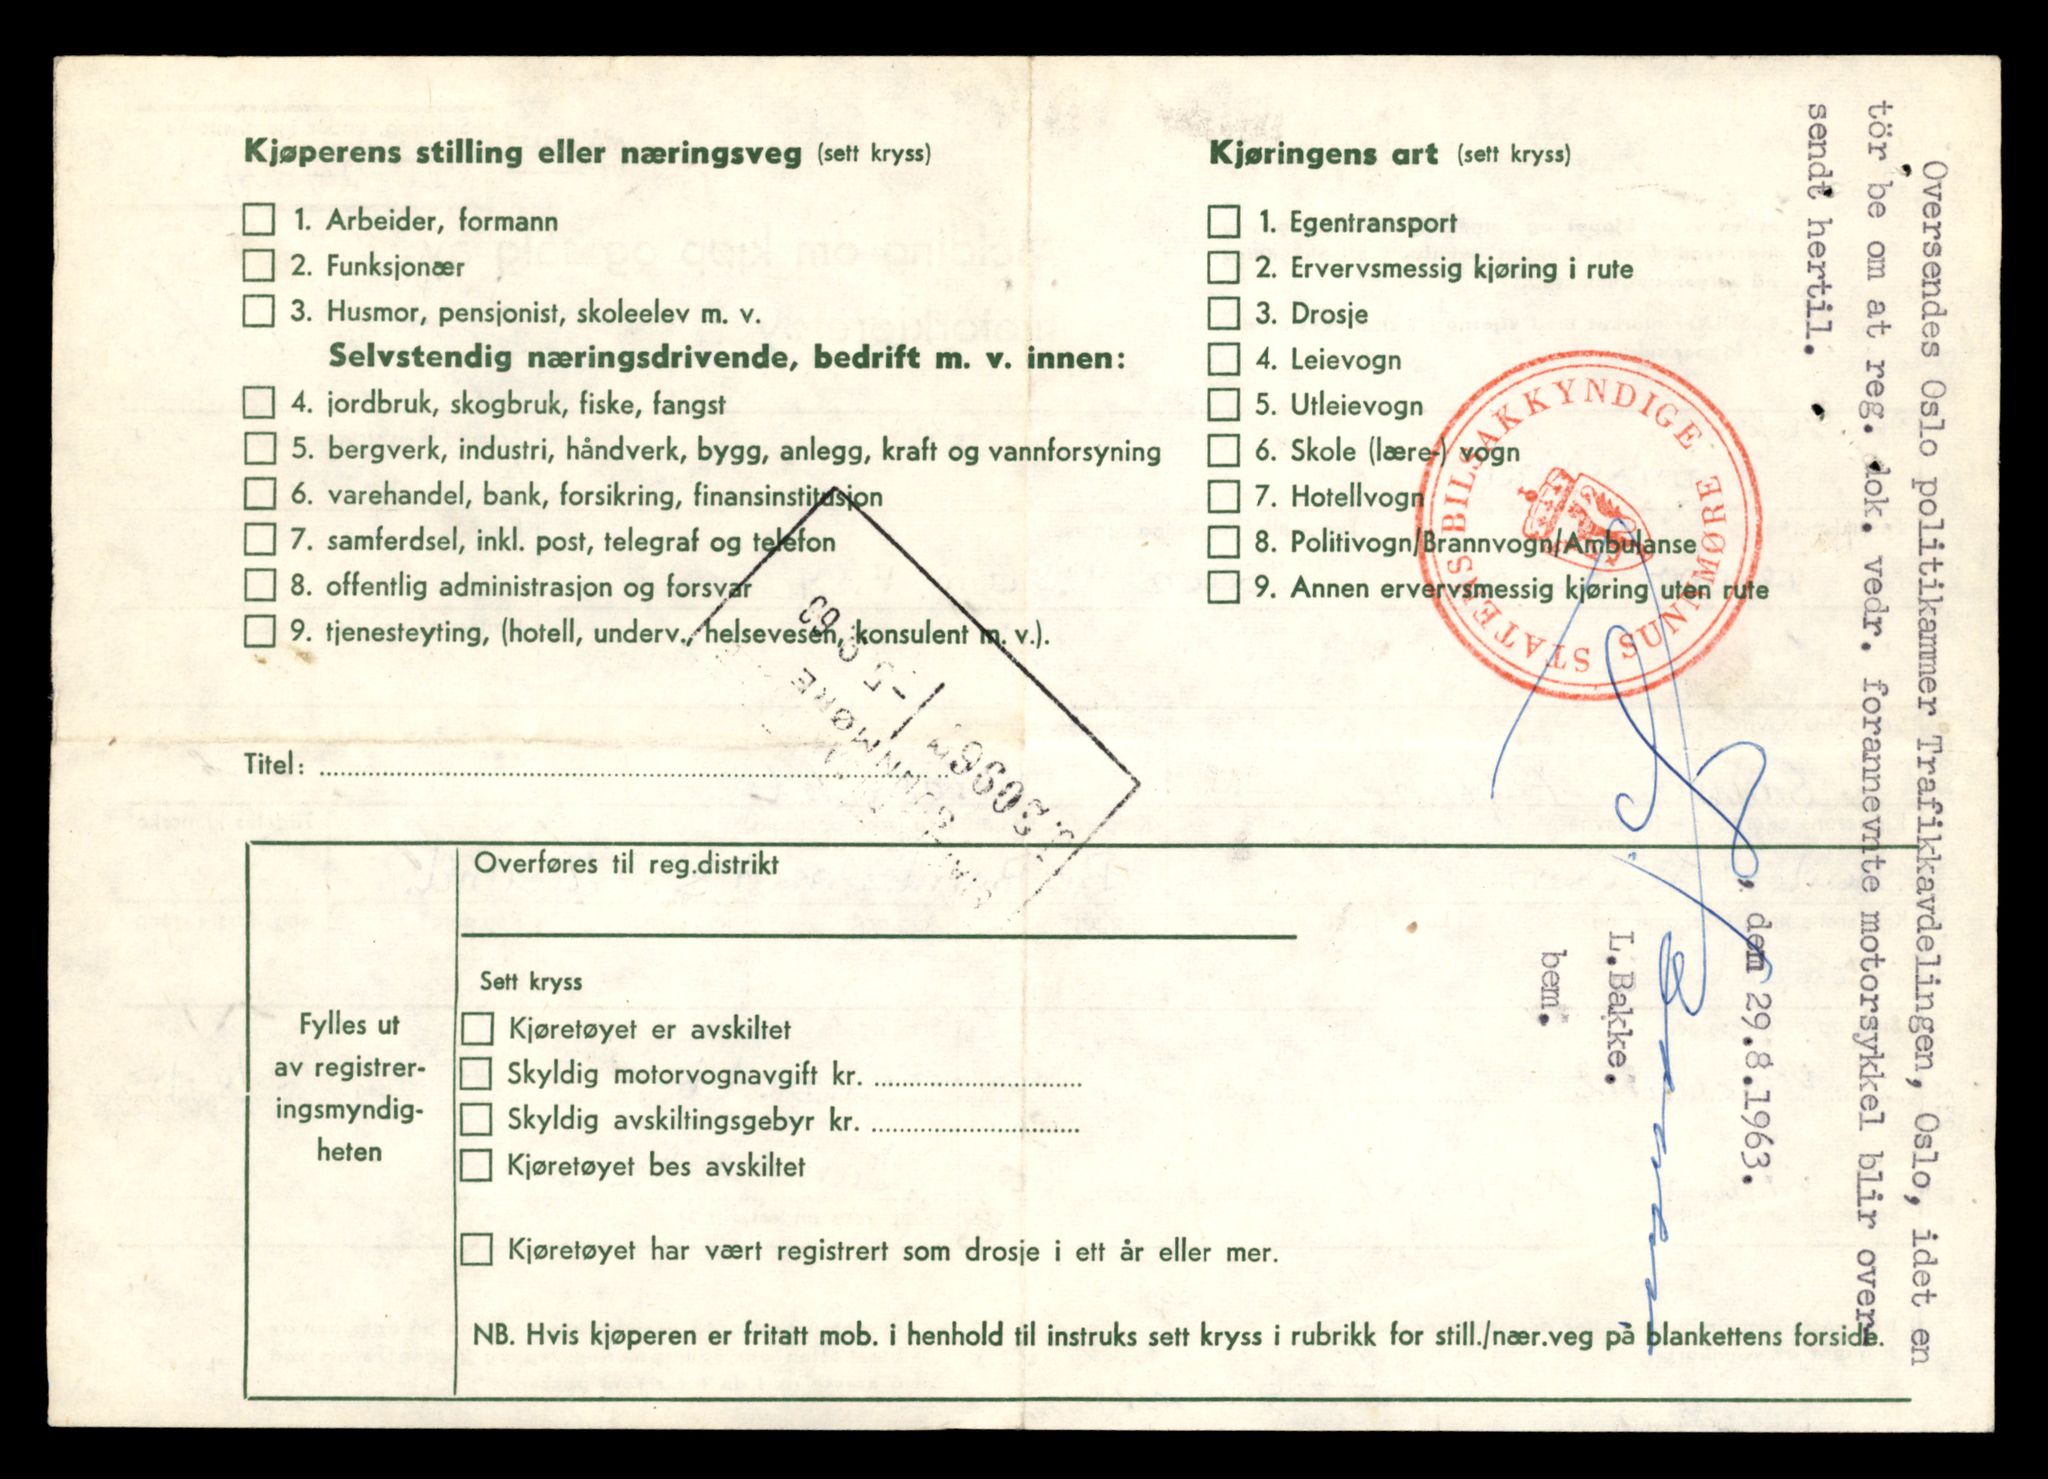 Kjøperens stilling eller næringsveg (sett kryss)
1. Arbeider, formann
2. Funksjonær
3. Husmor, pensjonist, skoleelev m. v.
Selvstendig næringsdrivende, bedrift m. v. innen:
4. jordbruk, skogbruk, fiske, fangst
5. bergverk, industri, håndverk, bygg, anlegg, kraft og vannforsyning
6. varehandel, bank, forsikring, finansinstitusjon
7. samferdsel, inkl. post, telegraf og telefon
8. offentlig administrasjon og forsvar
9. tjenesteyting, (hotell, underv., helsevesen, konsulent m. v.).
Kjøringens art (sett kryss)
1. Egentransport
2. Ervervsmessig kjøring i rute
3. Drosje
4. Leievogn
5. Utleievogn
6. Skole (lære-) vogn
7. Hotellvogn
8. Politivogn/Brannvogn/Ambulanse
9. Annen ervervsmessig kjøring uten rute
STATENS BILSAKKYNDIGE SUNNMØRE
SUNNMØRE
Titel:
Overføres til reg.distrikt
Fylles ut
av registrer-
ingsmyndig-
heten
Sett kryss
Kjøretøyet er avskiltet
Skyldig motorvognavgift kr.
Skyldig avskiltingsgebyr kr.
Kjøretøyet bes avskiltet
Kjøretøyet har vært registrert som drosje i ett år eller mer.
NB. Hvis kjøperen er fritatt mob. i henhold til instruks sett kryss i rubrikk for still./nær.veg på blankettens forside.
Oversendes Oslo politikammer Trafikkavdelingen, Oslo, idet en
tör be om at reg. dok. vedr. forannevnte motorsykkel blir over
sendt hertil.
, den 29.8.1963.
L.Bakke.
bem.